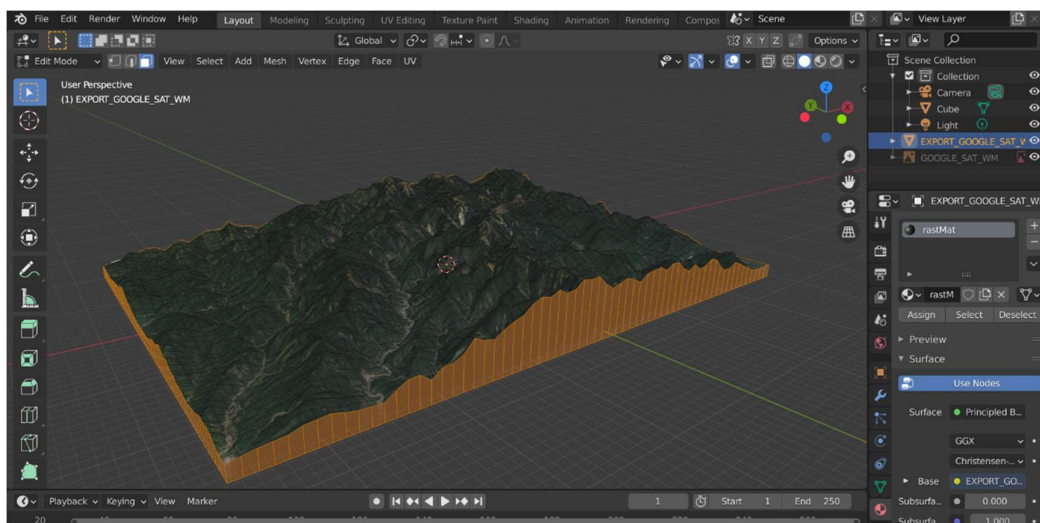 File Edit Render Window Help Layout Modeling Sculpting UV Editing Texture Paint Shading Animation Rendering Compos Scene View Layer
Global X Y Z Options
Edit Mode View Select Add Mesh Vertex Edge Face UV
User Perspective
(1) EXPORT_GOOGLE_SAT_WM
Z
Y
X
Scene Collection
Collection
Camera
Cube
Light
EXPORT_GOOGLE_SAT_V
GOOGLE_SAT_WM
EXPORT_GOOGLE_SAT_W
rastMat
rastM
Assign Select Deselect
Preview
Surface
Use Nodes
Surface Principled B...
GGX
Christensen-...
Base EXPORT_GO...
Subsurfa... 0.000
Subsurfa... 1.000
Playback Keying View Marker 1 Start 1 End 250
20